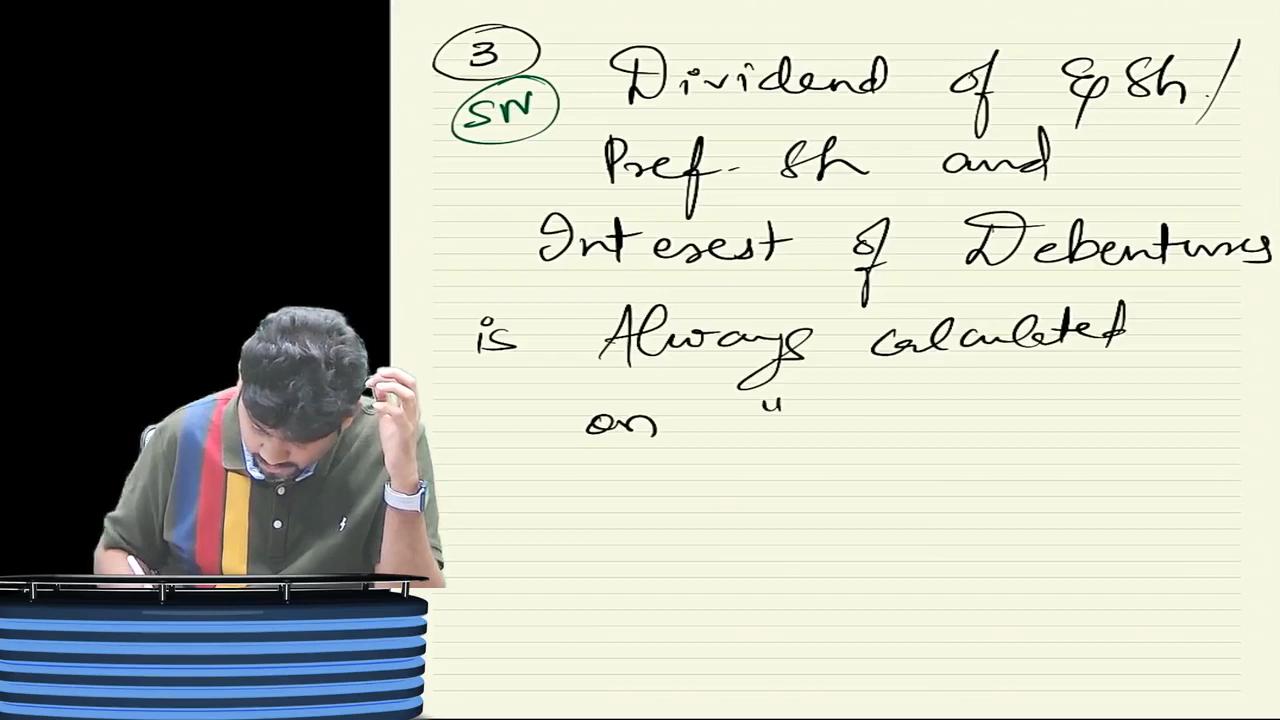 3
SN
Dividend of Eq Sh /
Pref. Sh and
Interest of Debentures
is Always calculated
on "